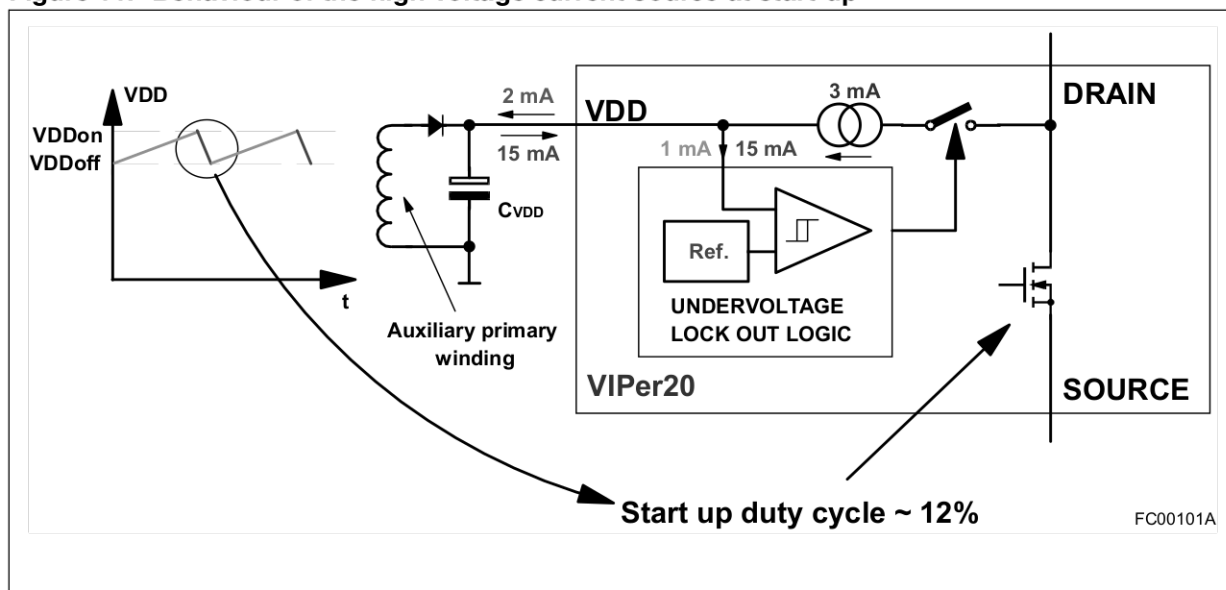 VDD
VDDon
VDDoff
t
2 mA
15 mA
CVDD
Auxiliary primary
winding
VDD
3 mA
DRAIN
1 mA
15 mA
Ref.
UNDERVOLTAGE
LOCK OUT LOGIC
VIPer20
SOURCE
Start up duty cycle ~ 12%
FC00101A